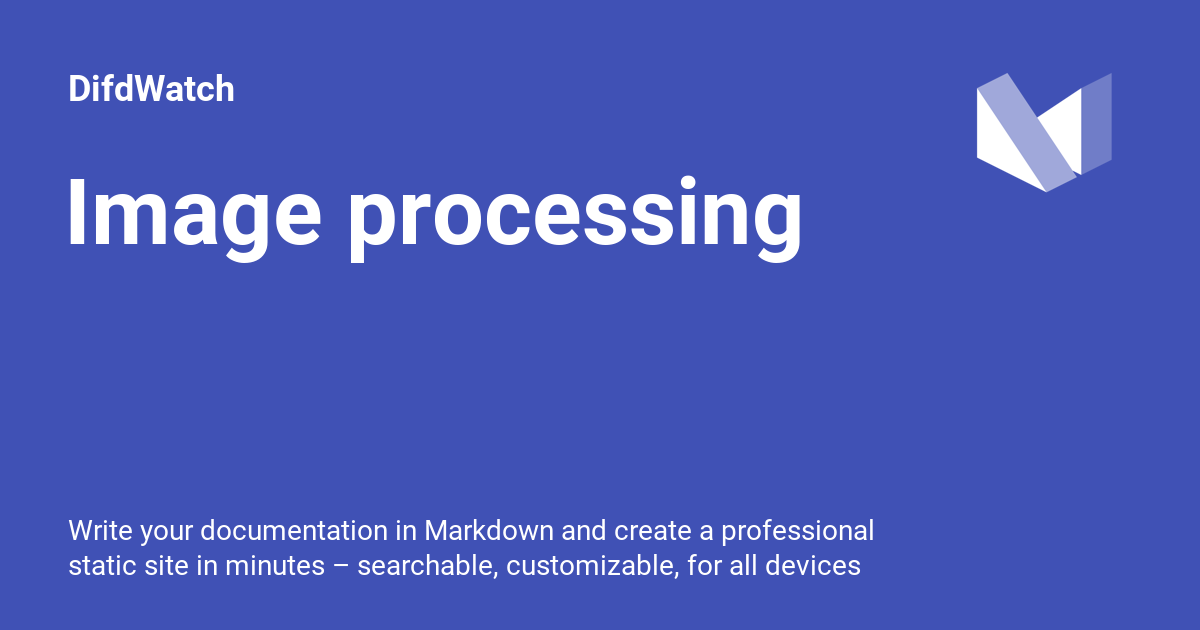 DifdWatch
Image processing
Write your documentation in Markdown and create a professional
static site in minutes – searchable, customizable, for all devices